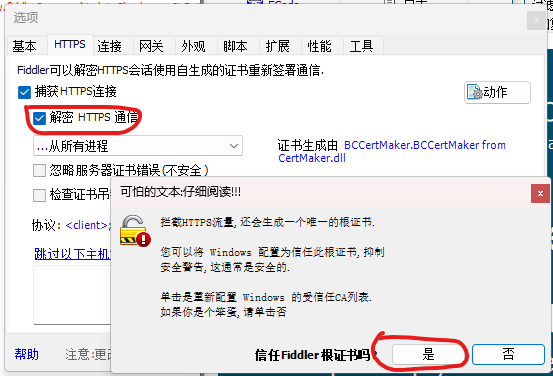 选项
基本 HTTPS 连接 网关 外观 脚本 扩展 性能 工具
Fiddler可以解密HTTPS会话使用自生成的证书重新签署通信.
捕获HTTPS连接
动作
解密 HTTPS 通信
...从所有进程
证书生成由 BCCertMaker.BCCertMaker from
CertMaker.dll
忽略服务器证书错误(不安全)
检查证书吊
协议: <client>;
跳过以下主机
帮助
注意:更改
可怕的文本:仔细阅读!!!
x
拦截HTTPS流量, 还会生成一个唯一的根证书.
您可以将 Windows 配置为信任此根证书, 抑制
安全警告, 这通常是安全的.
单击是重新配置 Windows 的受信任CA列表.
如果你是个笨蛋, 请单击否
信任Fiddler根证书吗?
是
否